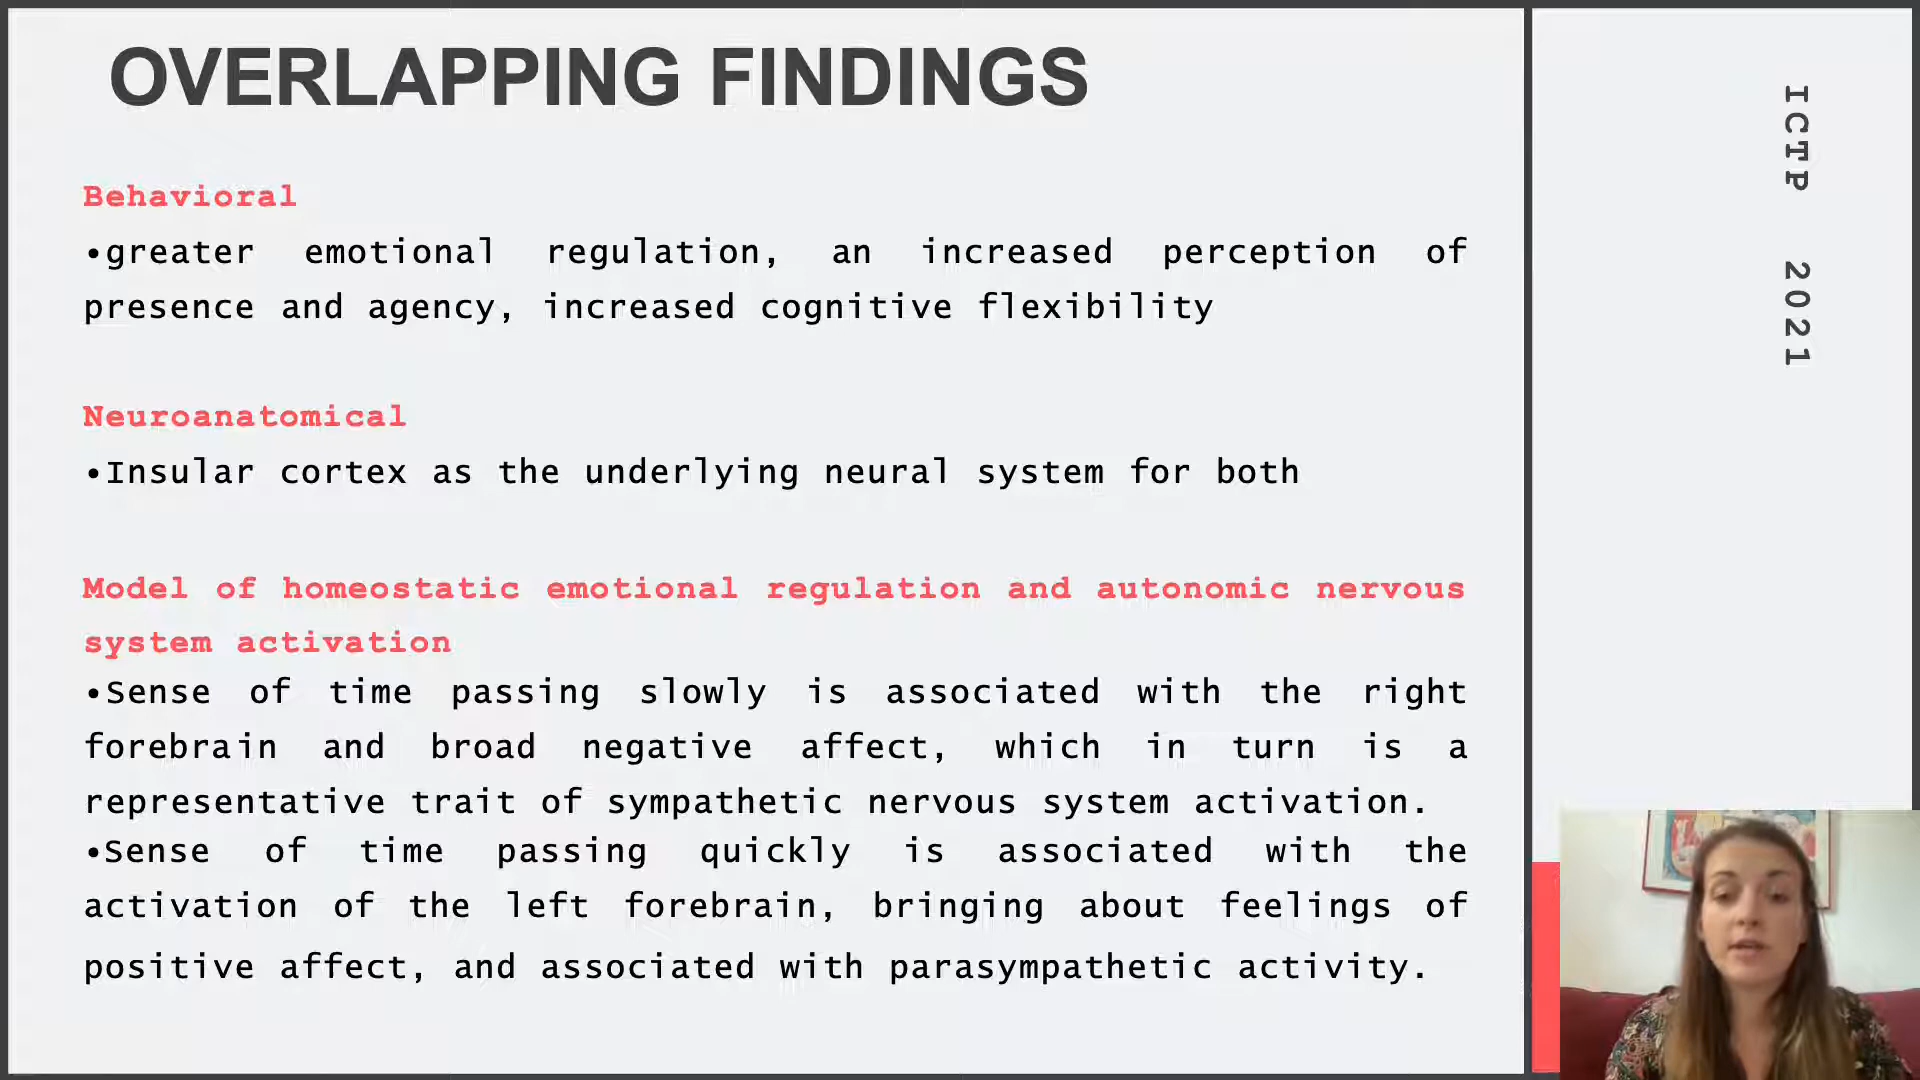 OVERLAPPING FINDINGS
Behavioral
•greater emotional regulation, an increased perception of
presence and agency, increased cognitive flexibility
Neuroanatomical
•Insular cortex as the underlying neural system for both
Model of homeostatic emotional regulation and autonomic nervous
system activation
•Sense of time passing slowly is associated with the right
forebrain and broad negative affect, which in turn is a
representative trait of sympathetic nervous system activation.
•Sense of time passing quickly is associated with the
activation of the left forebrain, bringing about feelings of
positive affect, and associated with parasympathetic activity.
ICTP 2021